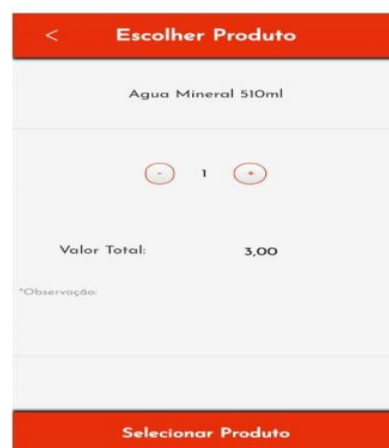 < Escolher Produto
Agua Mineral 510ml
- 1 +
Valor Total: 3,00
*Observação:
Selecionar Produto